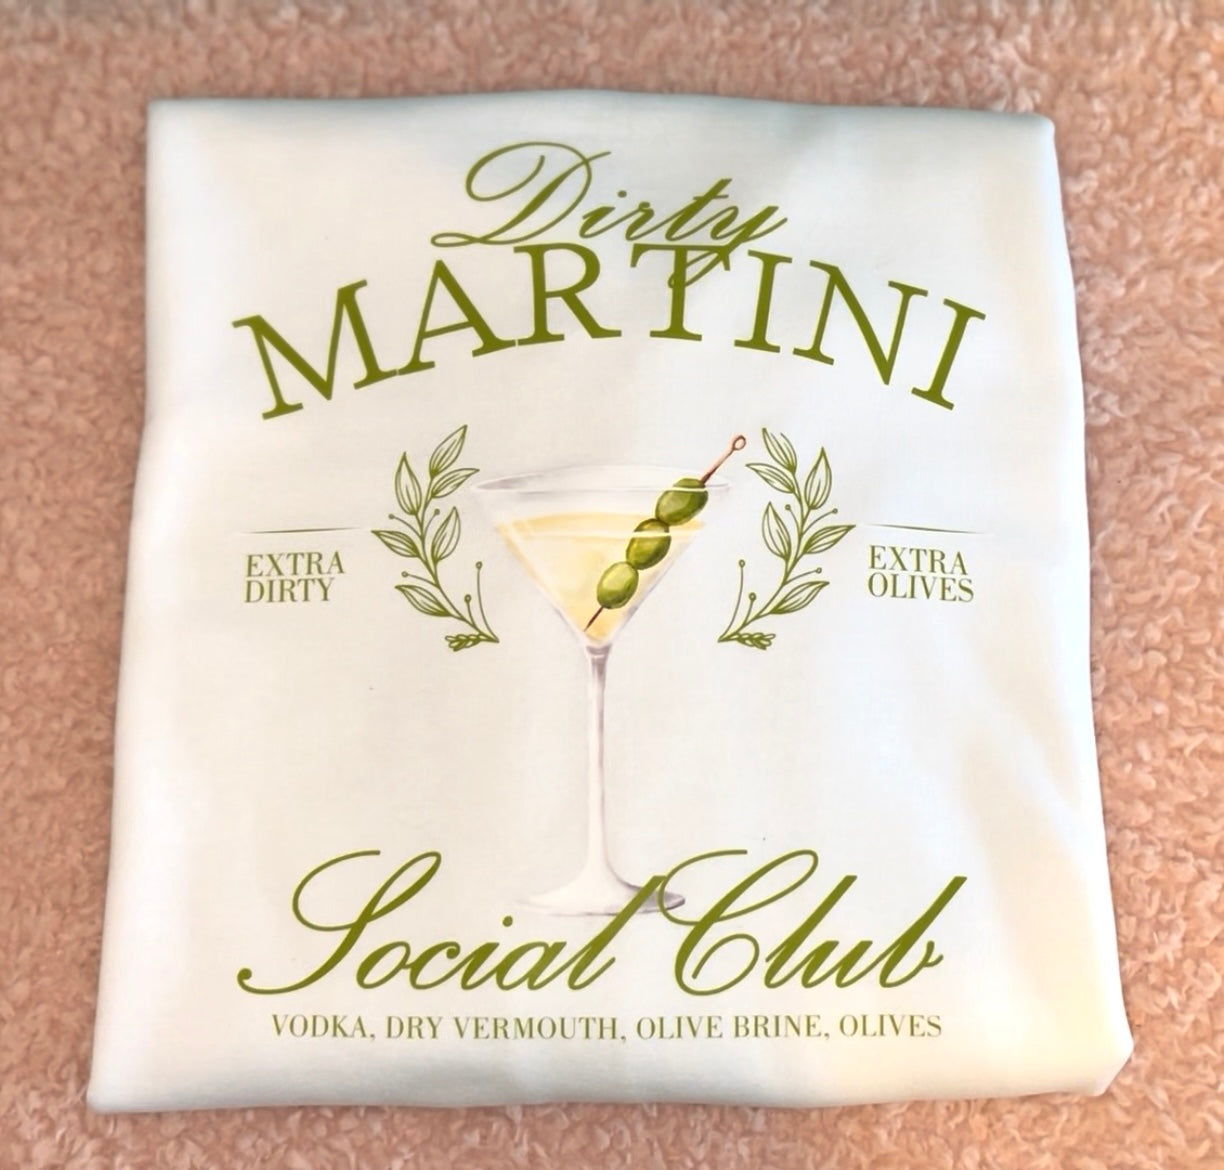 Dirty
MARTINI
EXTRA
DIRTY
EXTRA
OLIVES
Social Club
VODKA, DRY VERMOUTH, OLIVE BRINE, OLIVES